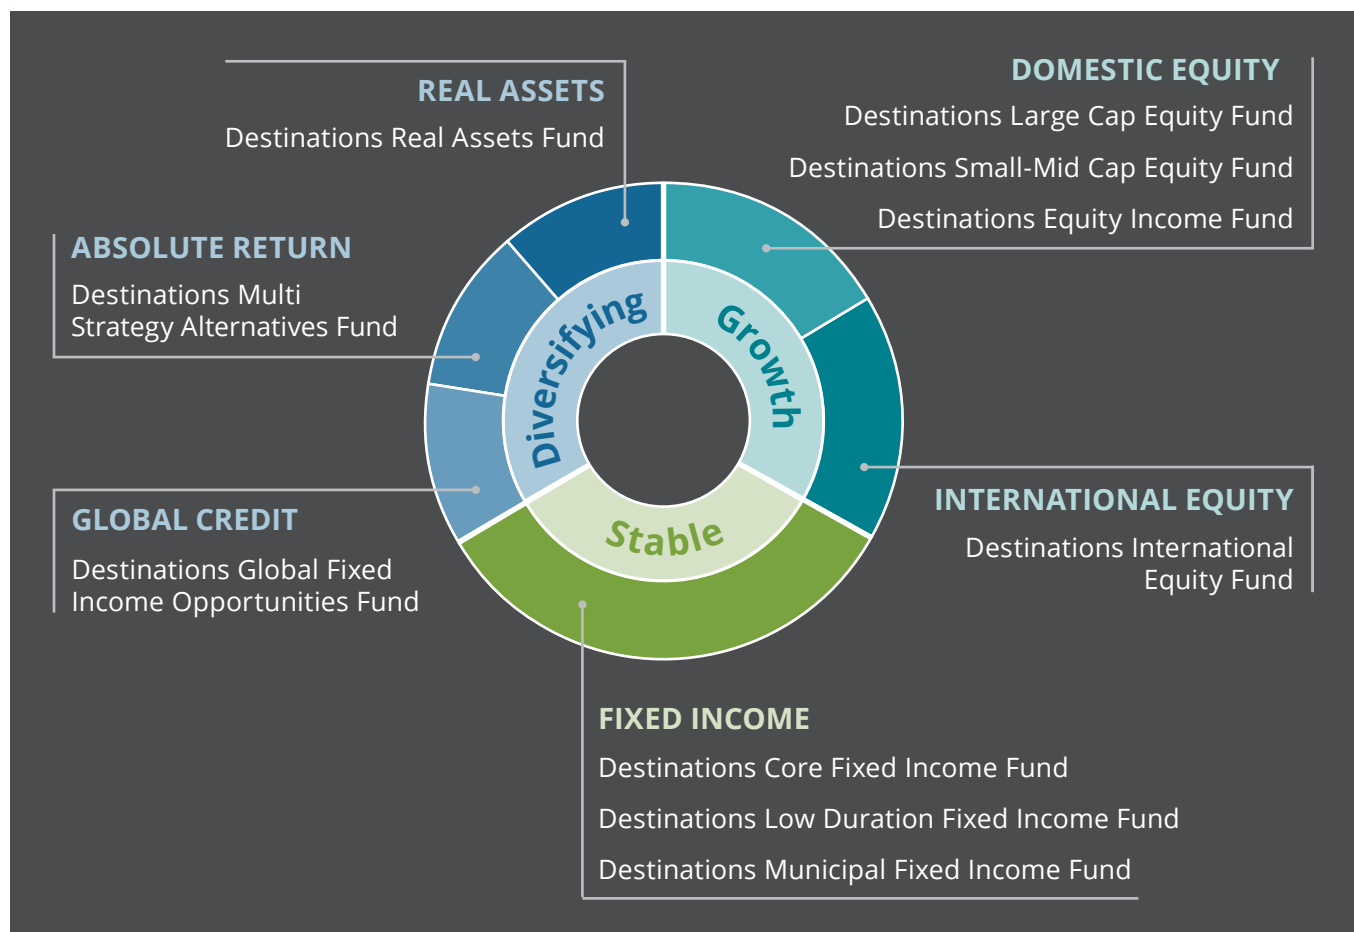 REAL ASSETS
Destinations Real Assets Fund
DOMESTIC EQUITY
Destinations Large Cap Equity Fund
Destinations Small-Mid Cap Equity Fund
Destinations Equity Income Fund
ABSOLUTE RETURN
Destinations Multi
Strategy Alternatives Fund
Diversifying
Growth
Stable
GLOBAL CREDIT
Destinations Global Fixed
Income Opportunities Fund
INTERNATIONAL EQUITY
Destinations International
Equity Fund
FIXED INCOME
Destinations Core Fixed Income Fund
Destinations Low Duration Fixed Income Fund
Destinations Municipal Fixed Income Fund